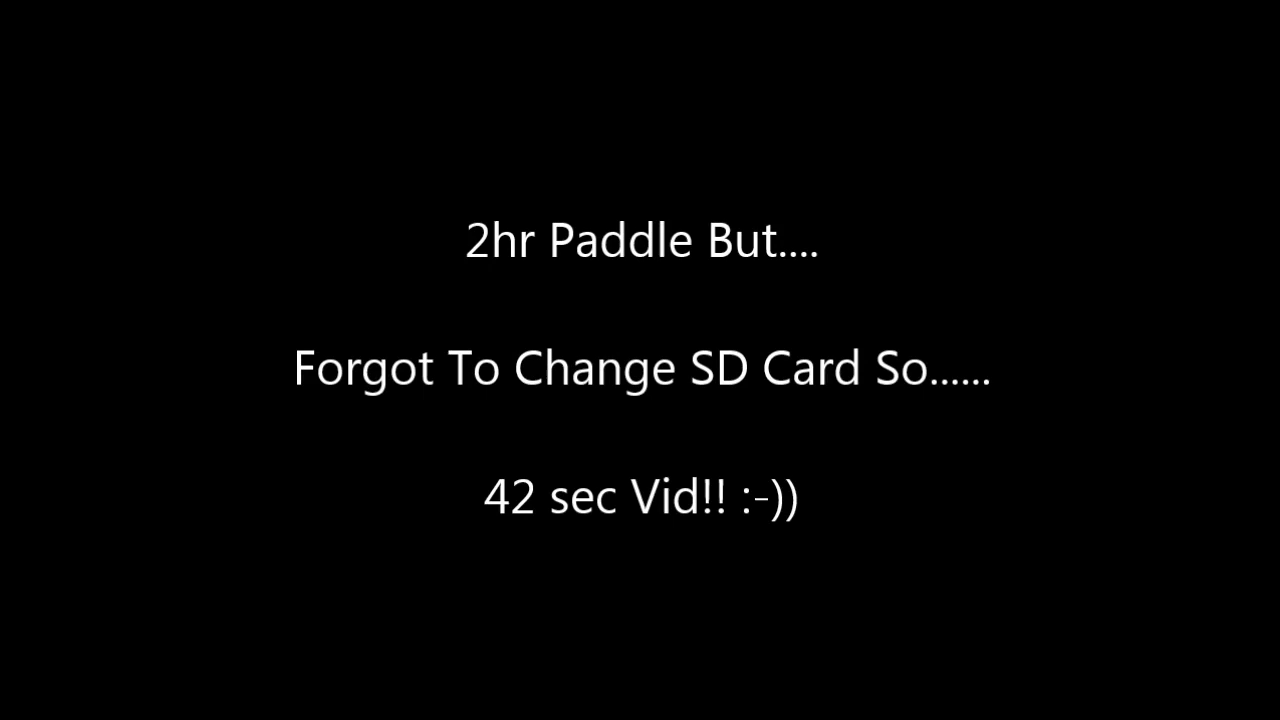 2hr Paddle But....
Forgot To Change SD Card So......
42 sec Vid!! :-))